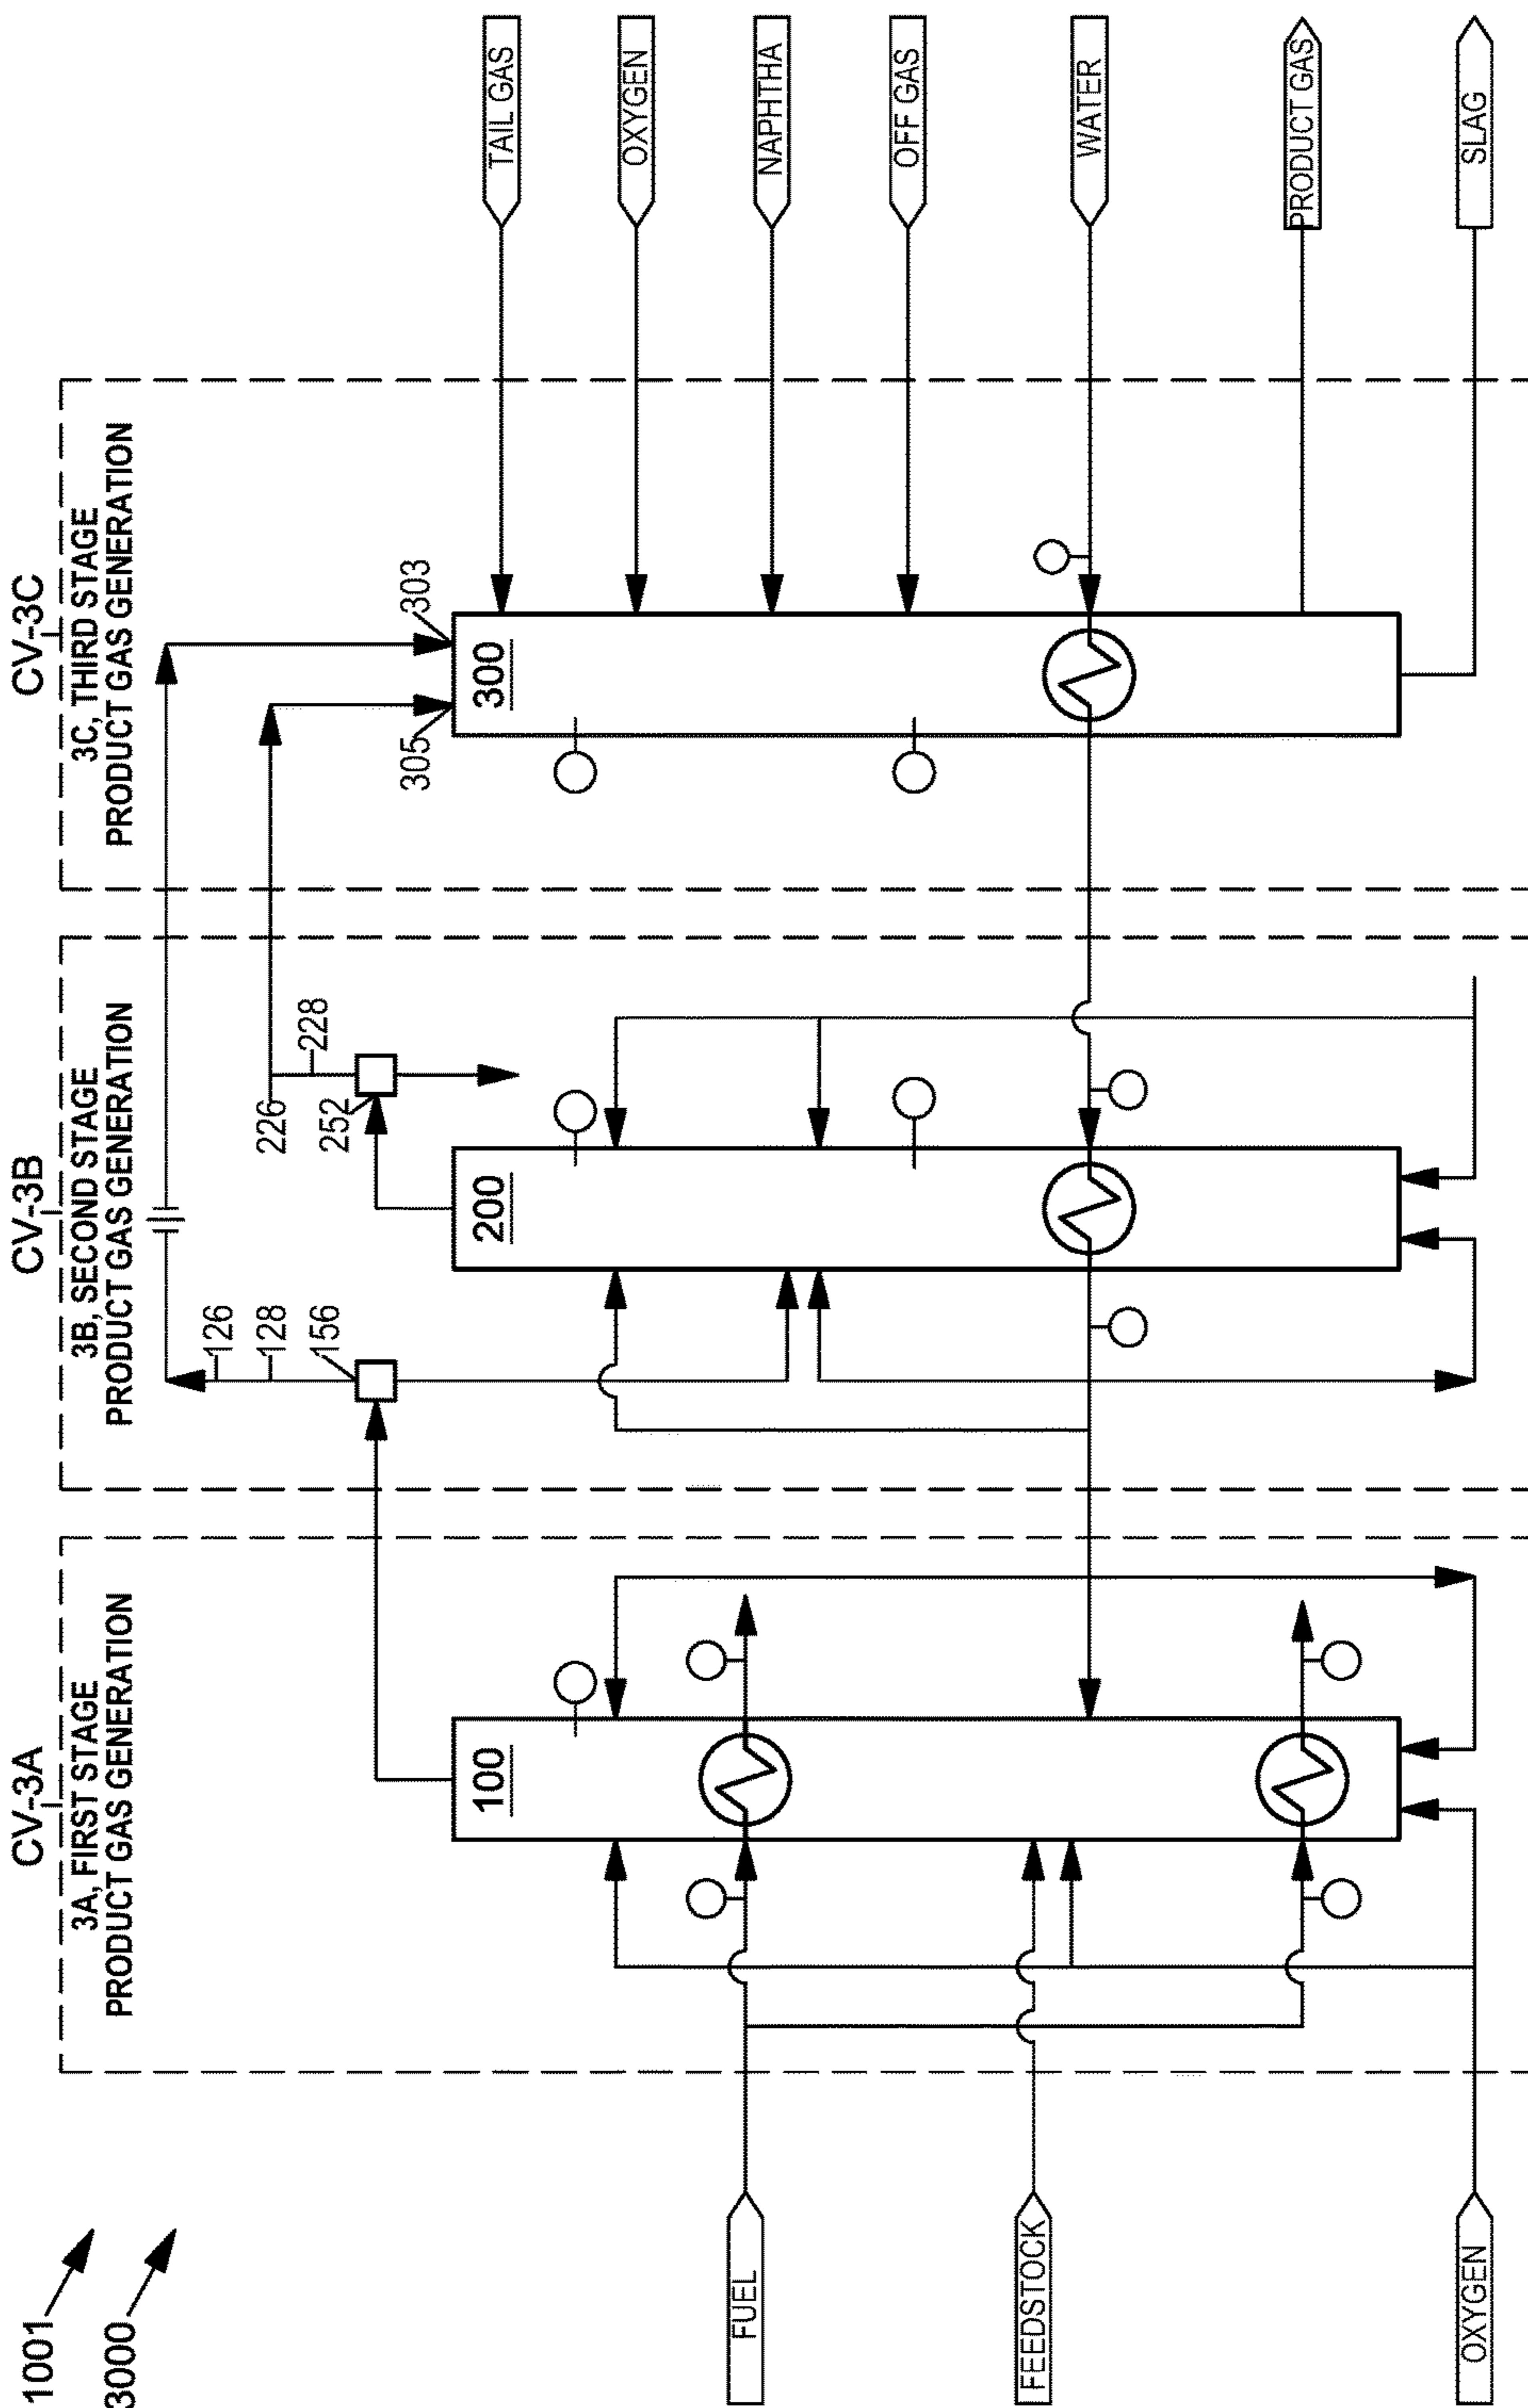 1001
3000
CV-3A
3A, FIRST STAGE
PRODUCT GAS GENERATION
CV-3B
3B, SECOND STAGE
PRODUCT GAS GENERATION
CV-3C
3C, THIRD STAGE
PRODUCT GAS GENERATION
126
128
156
226
228
252
305
303
100
200
300
FUEL
FEEDSTOCK
OXYGEN
TAIL GAS
OXYGEN
NAPHTHA
OFF GAS
WATER
PRODUCT GAS
SLAG